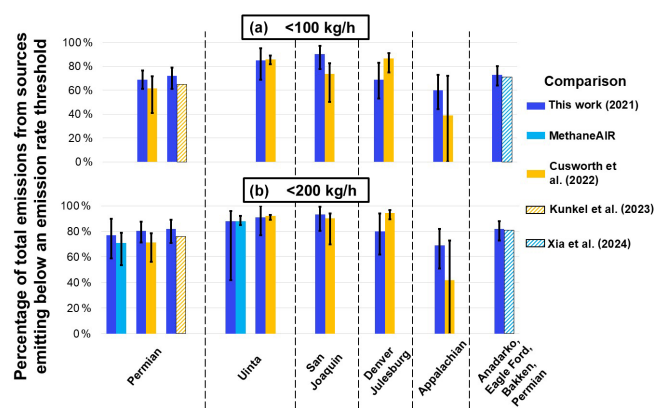 (a) <100 kg/h
100 %
80 %
60 %
40 %
20 %
0 %
(b) <200 kg/h
100 %
80 %
60 %
40 %
20 %
0 %
Percentage of total emissions from sources
emitting below an emission rate threshold
Permian
Uinta
San
Joaquin
Denver
Julesburg
Appalachian
Anadarko,
Eagle Ford,
Bakken,
Permian
Comparison
This work (2021)
MethaneAIR
Cusworth et
al. (2022)
Kunkel et al. (2023)
Xia et al. (2024)